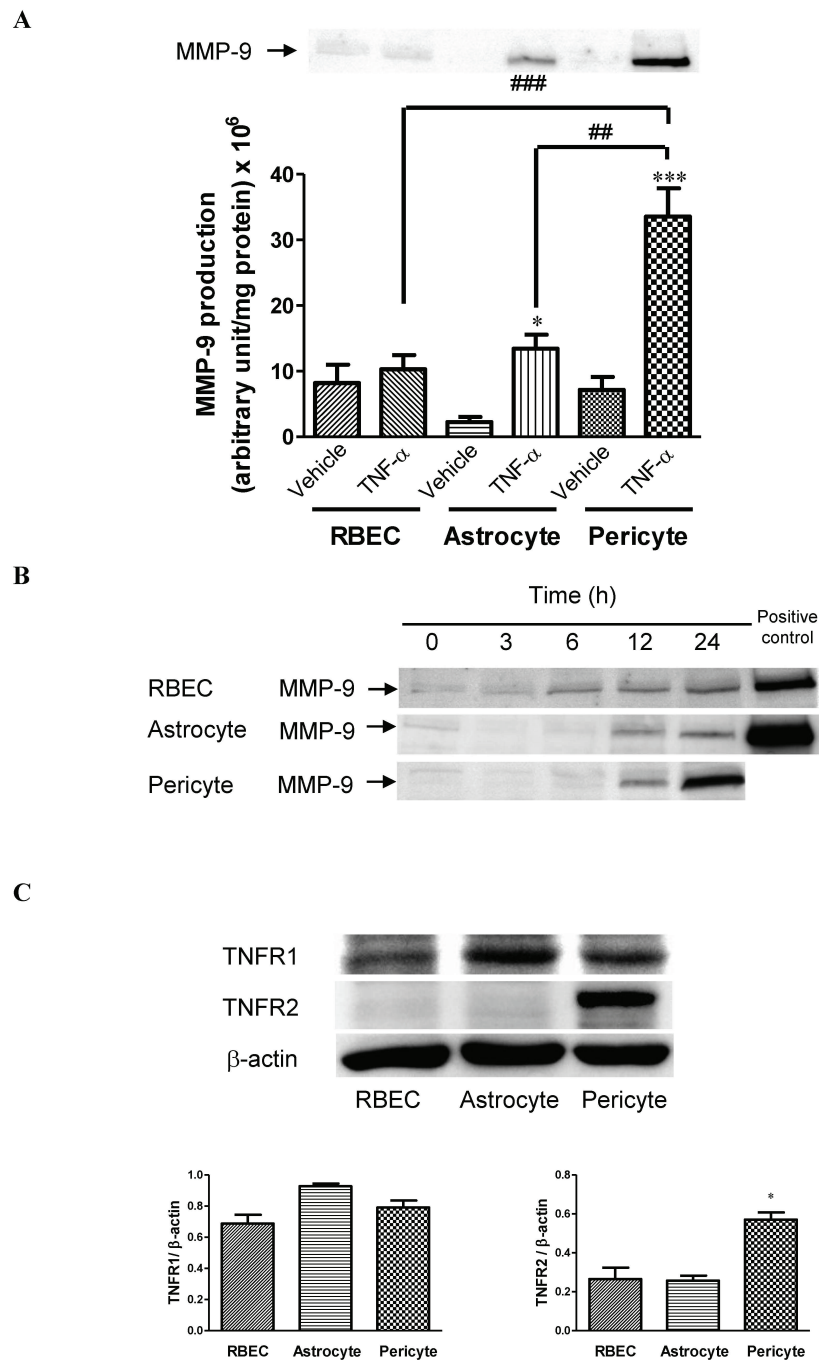 A
MMP-9
###
##
***
*
MMP-9 production
(arbitrary unit/mg protein) x 10⁶
40
30
20
10
0
Vehicle TNF-α Vehicle TNF-α Vehicle TNF-α
RBEC Astrocyte Pericyte
B
Time (h)
Positive
control
0 3 6 12 24
RBEC MMP-9
Astrocyte MMP-9
Pericyte MMP-9
C
TNFR1
TNFR2
β-actin
RBEC Astrocyte Pericyte
TNFR1/ β-actin
1.0
0.8
0.6
0.4
0.2
0.0
RBEC Astrocyte Pericyte
TNFR2 / β-actin
0.8
0.6
0.4
0.2
0.0
*
RBEC Astrocyte Pericyte